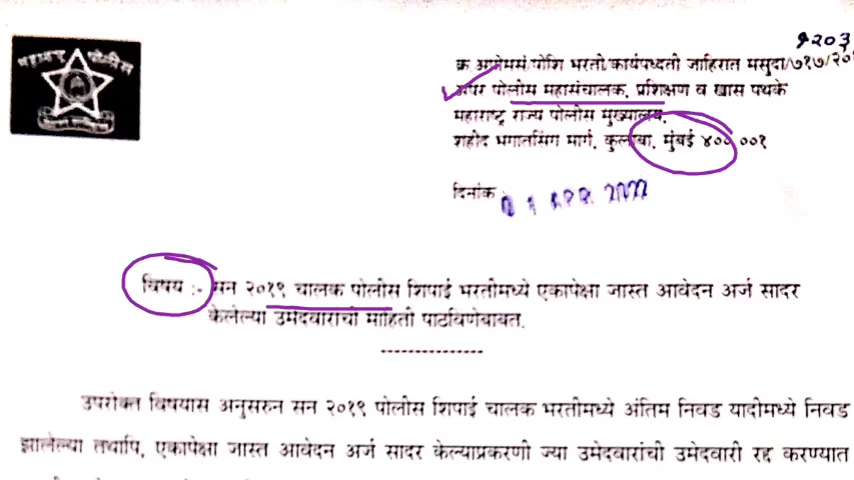 महाराष्ट्र पोलीस
१२०३
क्र अमेमसं/पोशि भरती/कार्यपध्दती जाहिरात मसुदा/७१७/२०
अपर पोलीस महासंचालक, प्रशिक्षण व खास पथके
महाराष्ट्र राज्य पोलीस मुख्यालय,
शहीद भगतसिंग मार्ग, कुलाबा, मुंबई ४०० ००१
दिनांक
विषय :- सन २०१९ चालक पोलीस शिपाई भरतीमध्ये एकापेक्षा जास्त आवेदन अर्ज सादर
केलेल्या उमेदवाराची माहिती पाठविणेबाबत.
उपरोक्त विषयास अनुसरुन सन २०१९ पोलीस शिपाई चालक भरतीमध्ये अंतिम निवड यादीमध्ये निवड
झालेल्या तथापि, एकापेक्षा जास्त आवेदन अर्ज सादर केल्याप्रकरणी ज्या उमेदवारांची उमेदवारी रद्द करण्यात